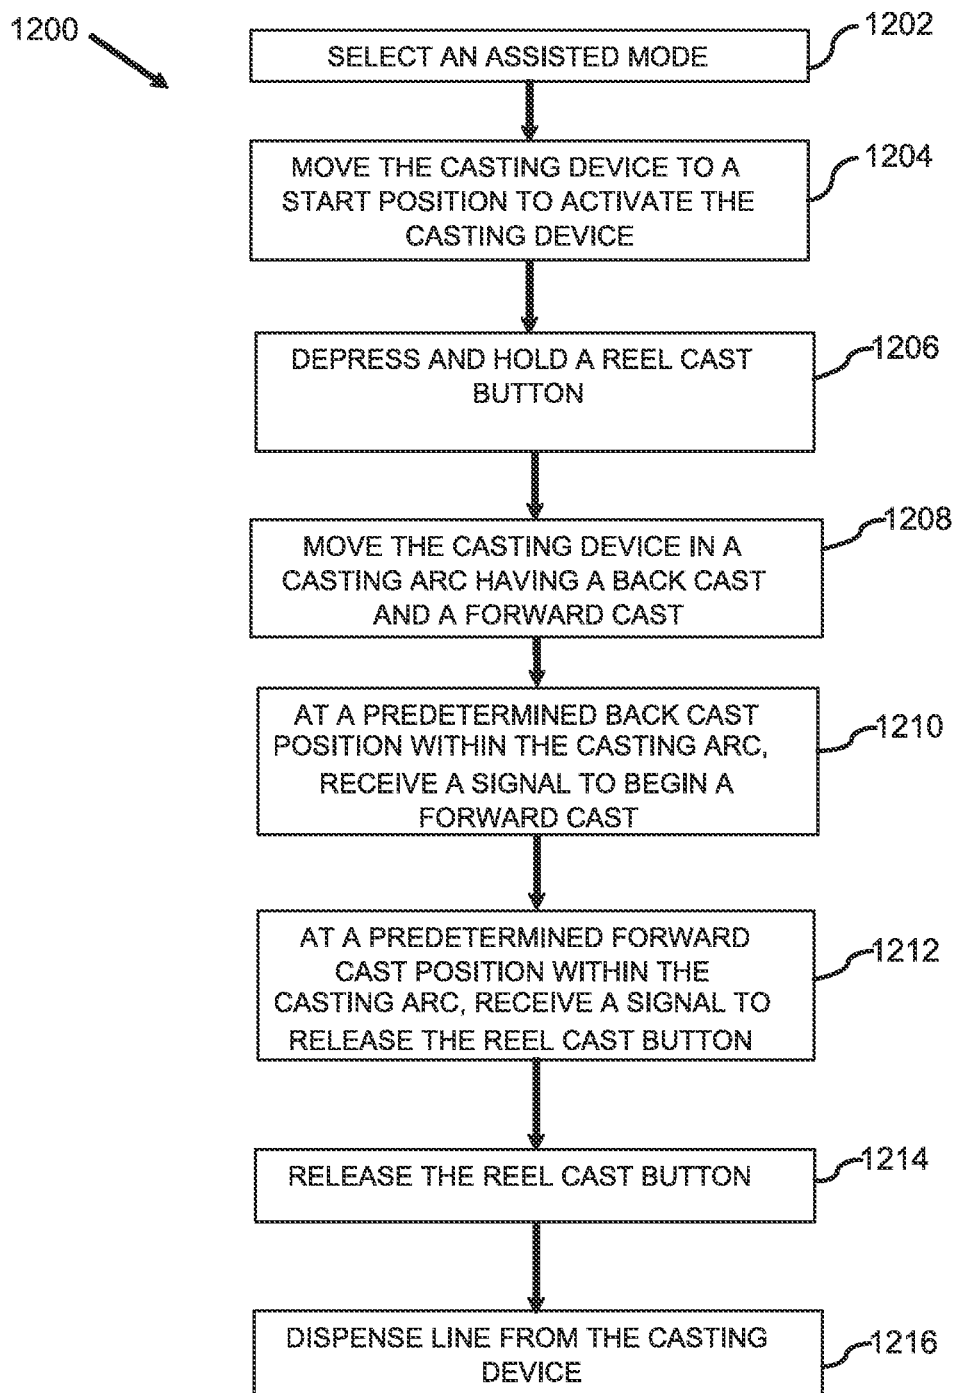 1200
1202
SELECT AN ASSISTED MODE
1204
MOVE THE CASTING DEVICE TO A
START POSITION TO ACTIVATE THE
CASTING DEVICE
1206
DEPRESS AND HOLD A REEL CAST
BUTTON
1208
MOVE THE CASTING DEVICE IN A
CASTING ARC HAVING A BACK CAST
AND A FORWARD CAST
1210
AT A PREDETERMINED BACK CAST
POSITION WITHIN THE CASTING ARC,
RECEIVE A SIGNAL TO BEGIN A
FORWARD CAST
1212
AT A PREDETERMINED FORWARD
CAST POSITION WITHIN THE
CASTING ARC, RECEIVE A SIGNAL TO
RELEASE THE REEL CAST BUTTON
1214
RELEASE THE REEL CAST BUTTON
1216
DISPENSE LINE FROM THE CASTING
DEVICE